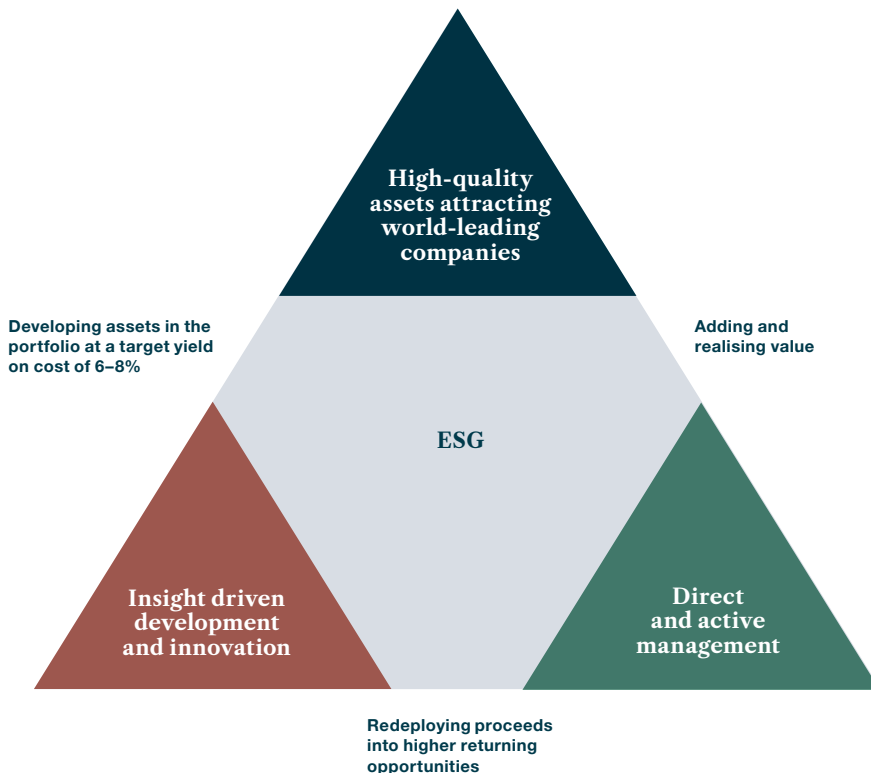 High-quality
assets attracting
world-leading
companies
Developing assets in the
portfolio at a target yield
on cost of 6–8%
Adding and
realising value
ESG
Insight driven
development
and innovation
Direct
and active
management
Redeploying proceeds
into higher returning
opportunities